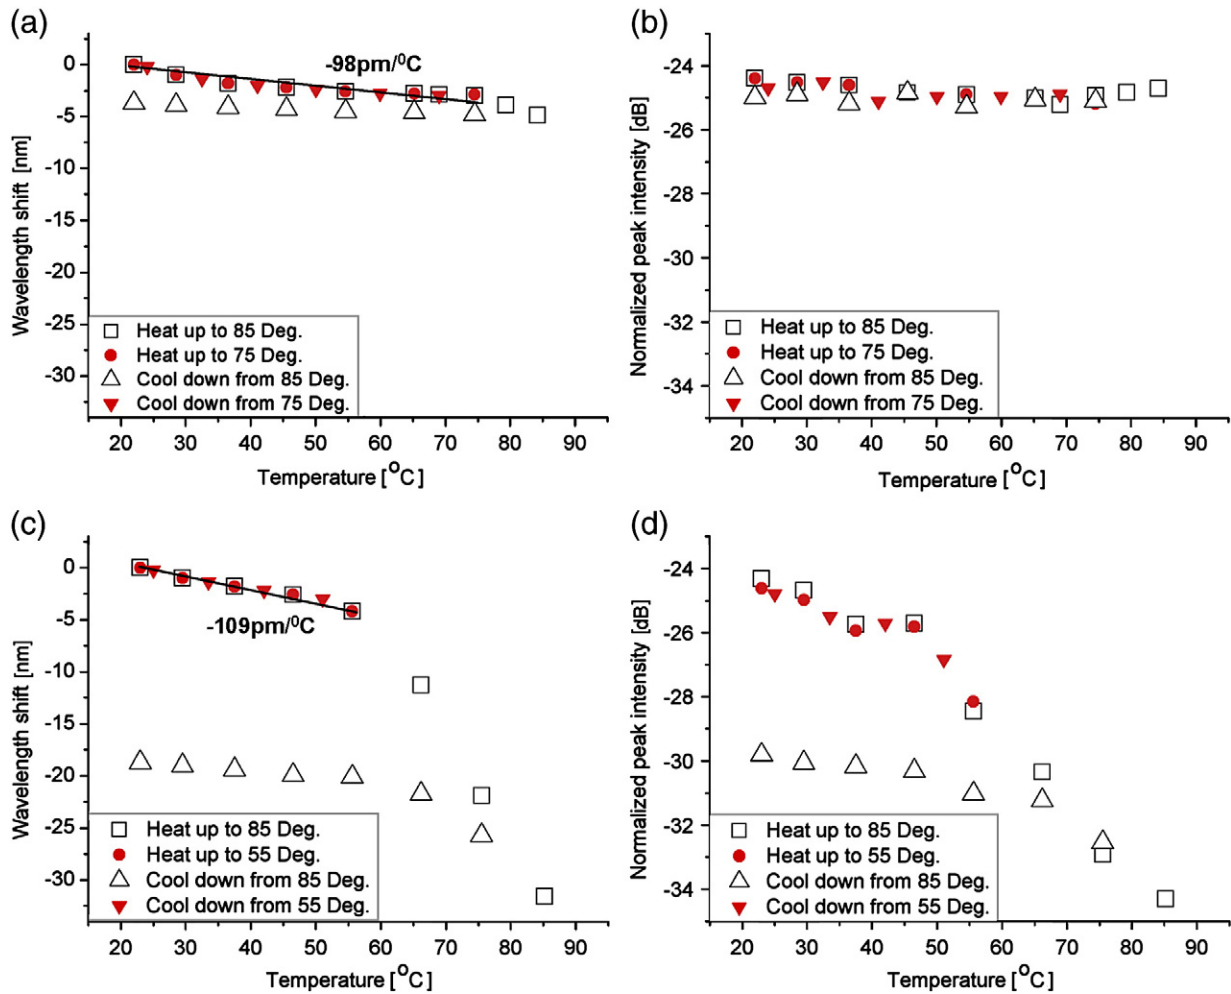 (a)
-98pm/⁰C
Wavelength shift [nm]
0
-5
-10
-15
-20
-25
-30
Heat up to 85 Deg.
Heat up to 75 Deg.
Cool down from 85 Deg.
Cool down from 75 Deg.
20 30 40 50 60 70 80 90
Temperature [⁰C]
(b)
Normalized peak intensity [dB]
-24
-26
-28
-30
-32
-34
Heat up to 85 Deg.
Heat up to 75 Deg.
Cool down from 85 Deg.
Cool down from 75 Deg.
20 30 40 50 60 70 80 90
Temperature [⁰C]
(c)
-109pm/⁰C
Wavelength shift [nm]
0
-5
-10
-15
-20
-25
-30
Heat up to 85 Deg.
Heat up to 55 Deg.
Cool down from 85 Deg.
Cool down from 55 Deg.
20 30 40 50 60 70 80 90
Temperature [⁰C]
(d)
Normalized peak intensity [dB]
-24
-26
-28
-30
-32
-34
Heat up to 85 Deg.
Heat up to 55 Deg.
Cool down from 85 Deg.
Cool down from 55 Deg.
20 30 40 50 60 70 80 90
Temperature [⁰C]